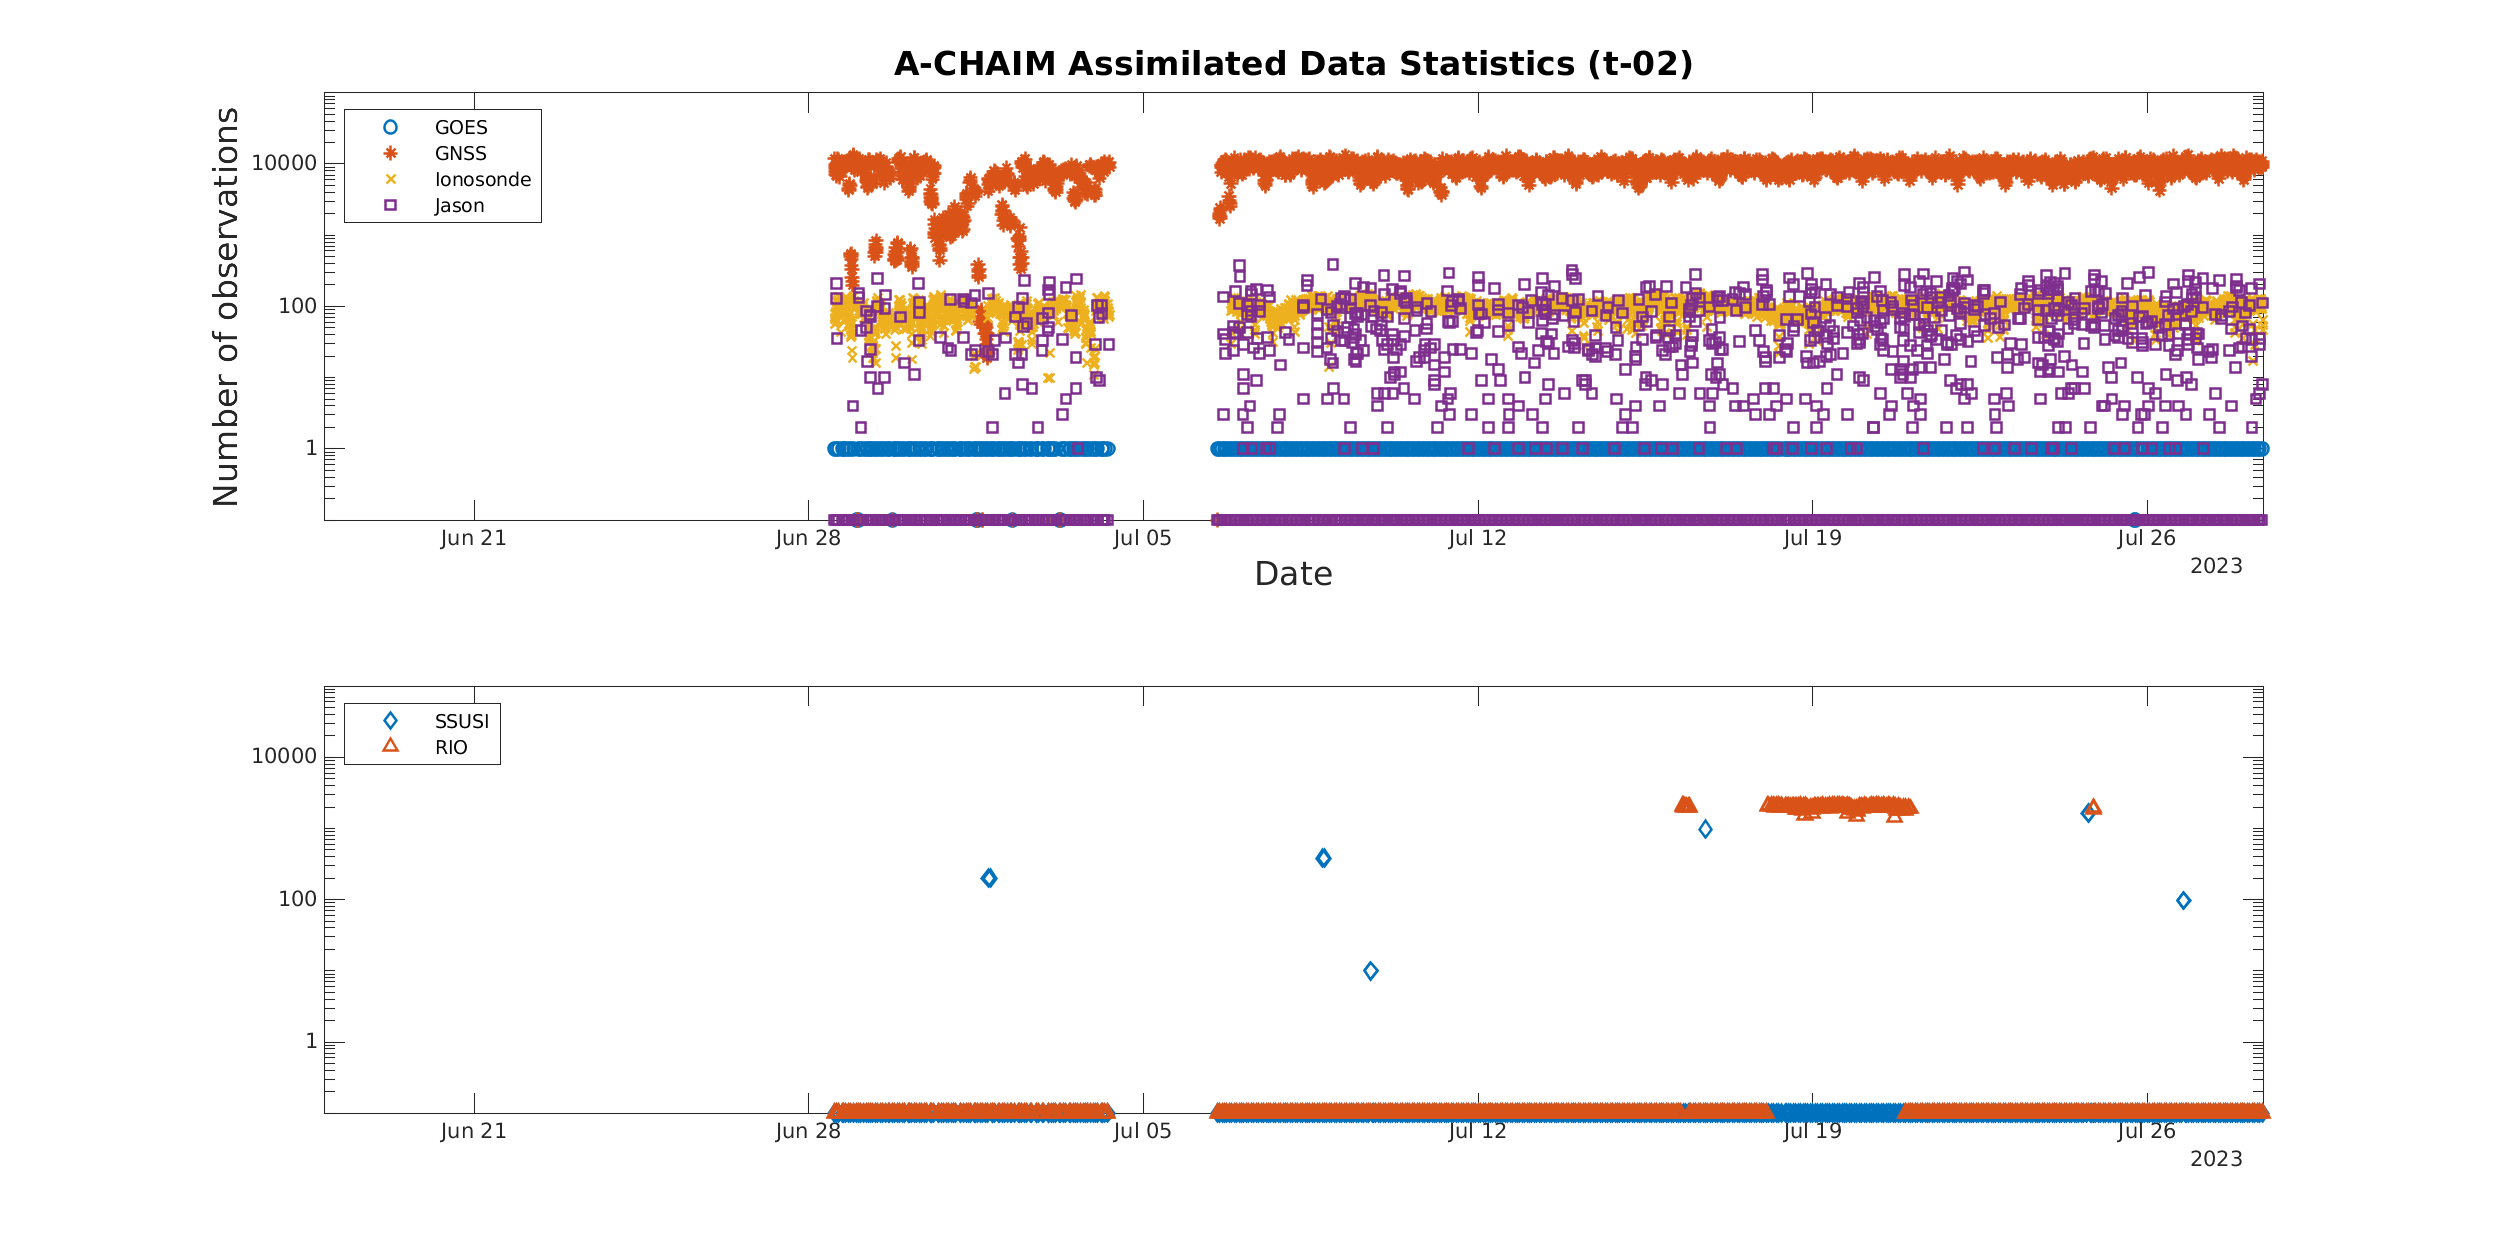 A-CHAIM Assimilated Data Statistics (t-02)
Number of observations
10000
100
1
GOES
GNSS
Ionosonde
Jason
Jun 21
Jun 28
Jul 05
Jul 12
Jul 19
Jul 26
2023
Date
10000
100
1
SSUSI
RIO
Jun 21
Jun 28
Jul 05
Jul 12
Jul 19
Jul 26
2023